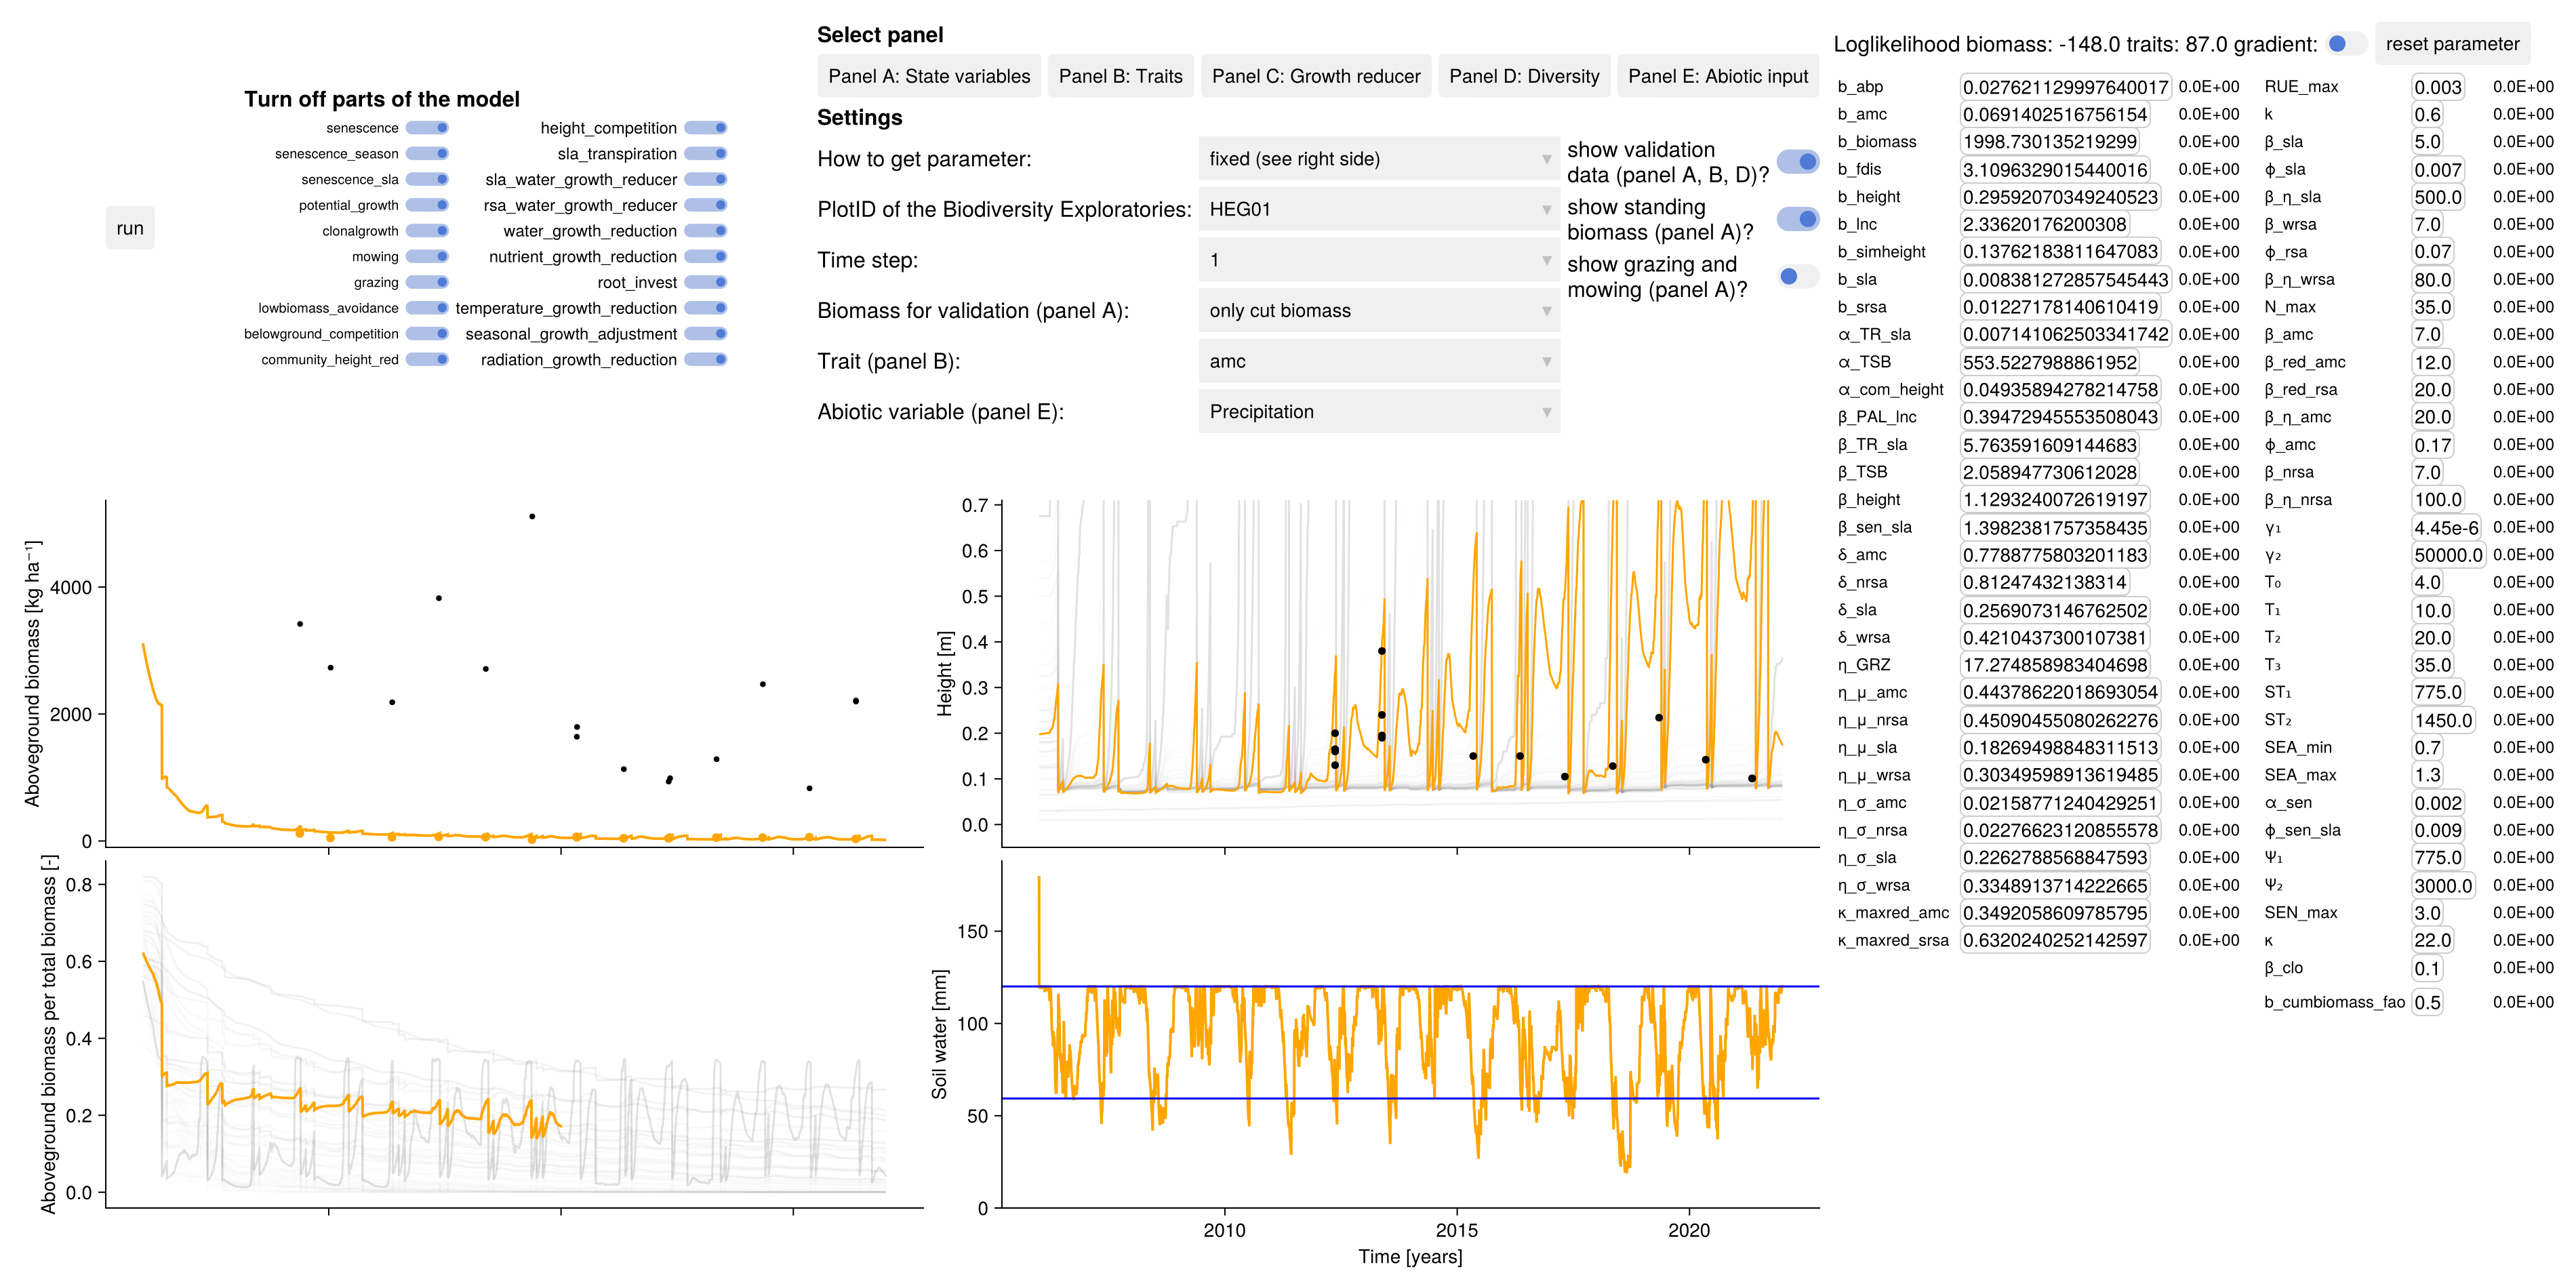 Select panel
Panel A: State variables
Panel B: Traits
Panel C: Growth reducer
Panel D: Diversity
Panel E: Abiotic input
Loglikelihood biomass: -148.0 traits: 87.0 gradient:
reset parameter
run
Turn off parts of the model
senescence
height_competition
senescence_season
sla_transpiration
senescence_sla
sla_water_growth_reducer
potential_growth
rsa_water_growth_reducer
clonalgrowth
water_growth_reduction
mowing
nutrient_growth_reduction
grazing
root_invest
lowbiomass_avoidance
temperature_growth_reduction
belowground_competition
seasonal_growth_adjustment
community_height_red
radiation_growth_reduction
Settings
How to get parameter:
fixed (see right side)
PlotID of the Biodiversity Exploratories:
HEG01
Time step:
1
Biomass for validation (panel A):
only cut biomass
Trait (panel B):
amc
Abiotic variable (panel E):
Precipitation
show validation
data (panel A, B, D)?
show standing
biomass (panel A)?
show grazing and
mowing (panel A)?
b_abp 0.027621129997640017 0.0E+00 RUE_max 0.003 0.0E+00
b_amc 0.0691402516756154 0.0E+00 k 0.6 0.0E+00
b_biomass 1998.730135219299 0.0E+00 β_sla 5.0 0.0E+00
b_fdis 3.1096329015440016 0.0E+00 ϕ_sla 0.007 0.0E+00
b_height 0.29592070349240523 0.0E+00 β_η_sla 500.0 0.0E+00
b_lnc 2.33620176200308 0.0E+00 β_wrsa 7.0 0.0E+00
b_simheight 0.13762183811647083 0.0E+00 ϕ_rsa 0.07 0.0E+00
b_sla 0.008381272857545443 0.0E+00 β_η_wrsa 80.0 0.0E+00
b_srsa 0.01227178140610419 0.0E+00 N_max 35.0 0.0E+00
α_TR_sla 0.007141062503341742 0.0E+00 β_amc 7.0 0.0E+00
α_TSB 553.5227988861952 0.0E+00 β_red_amc 12.0 0.0E+00
α_com_height 0.04935894278214758 0.0E+00 β_red_rsa 20.0 0.0E+00
β_PAL_lnc 0.39472945553508043 0.0E+00 β_η_amc 20.0 0.0E+00
β_TR_sla 5.763591609144683 0.0E+00 ϕ_amc 0.17 0.0E+00
β_TSB 2.058947730612028 0.0E+00 β_nrsa 7.0 0.0E+00
β_height 1.1293240072619197 0.0E+00 β_η_nrsa 100.0 0.0E+00
β_sen_sla 1.3982381757358435 0.0E+00 γ₁ 4.45e-6 0.0E+00
δ_amc 0.7788775803201183 0.0E+00 γ₂ 50000.0 0.0E+00
δ_nrsa 0.81247432138314 0.0E+00 T₀ 4.0 0.0E+00
δ_sla 0.2569073146762502 0.0E+00 T₁ 10.0 0.0E+00
δ_wrsa 0.4210437300107381 0.0E+00 T₂ 20.0 0.0E+00
η_GRZ 17.274858983404698 0.0E+00 T₃ 35.0 0.0E+00
η_μ_amc 0.44378622018693054 0.0E+00 ST₁ 775.0 0.0E+00
η_μ_nrsa 0.45090455080262276 0.0E+00 ST₂ 1450.0 0.0E+00
η_μ_sla 0.18269498848311513 0.0E+00 SEA_min 0.7 0.0E+00
η_μ_wrsa 0.30349598913619485 0.0E+00 SEA_max 1.3 0.0E+00
η_σ_amc 0.02158771240429251 0.0E+00 α_sen 0.002 0.0E+00
η_σ_nrsa 0.02276623120855578 0.0E+00 ϕ_sen_sla 0.009 0.0E+00
η_σ_sla 0.2262788568847593 0.0E+00 Ψ₁ 775.0 0.0E+00
η_σ_wrsa 0.3348913714222665 0.0E+00 Ψ₂ 3000.0 0.0E+00
κ_maxred_amc 0.3492058609785795 0.0E+00 SEN_max 3.0 0.0E+00
κ_maxred_srsa 0.6320240252142597 0.0E+00 κ 22.0 0.0E+00
β_clo 0.1 0.0E+00
b_cumbiomass_fao 0.5 0.0E+00
Aboveground biomass [kg ha⁻¹]
4000
2000
0
Height [m]
0.7
0.6
0.5
0.4
0.3
0.2
0.1
0.0
Aboveground biomass per total biomass [-]
0.8
0.6
0.4
0.2
0.0
Soil water [mm]
150
100
50
0
2010 2015 2020
Time [years]